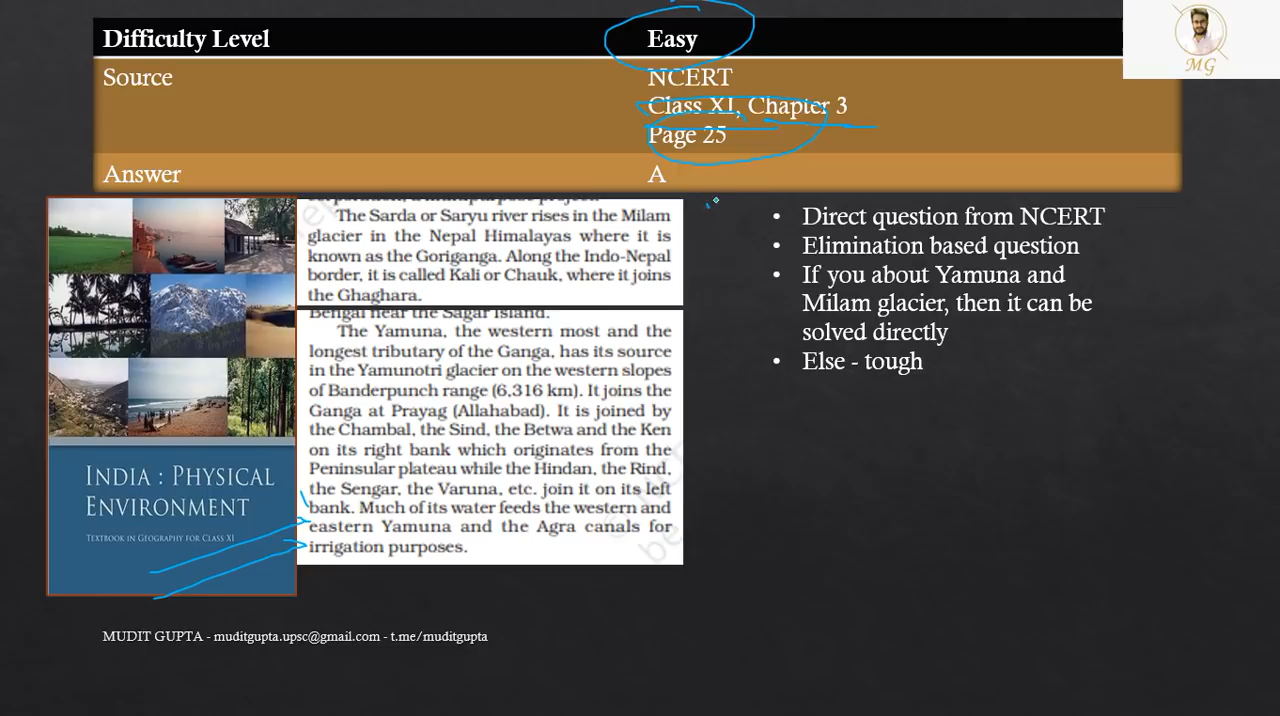 Difficulty Level Easy
Source NCERT
Class XI, Chapter 3
Page 25
Answer A
MG
The Sarda or Saryu river rises in the Milam
glacier in the Nepal Himalayas where it is
known as the Goriganga. Along the Indo-Nepal
border, it is called Kali or Chauk, where it joins
the Ghaghara.
Bengal near the Sagar Island.
The Yamuna, the western most and the
longest tributary of the Ganga, has its source
in the Yamunotri glacier on the western slopes
of Banderpunch range (6,316 km). It joins the
Ganga at Prayag (Allahabad). It is joined by
the Chambal, the Sind, the Betwa and the Ken
on its right bank which originates from the
Peninsular plateau while the Hindan, the Rind,
the Sengar, the Varuna, etc. join it on its left
bank. Much of its water feeds the western and
eastern Yamuna and the Agra canals for
irrigation purposes.
INDIA : PHYSICAL
ENVIRONMENT
TEXTBOOK IN GEOGRAPHY FOR CLASS XI
• Direct question from NCERT
• Elimination based question
• If you about Yamuna and
Milam glacier, then it can be
solved directly
• Else - tough
MUDIT GUPTA - muditgupta.upsc@gmail.com - t.me/muditgupta